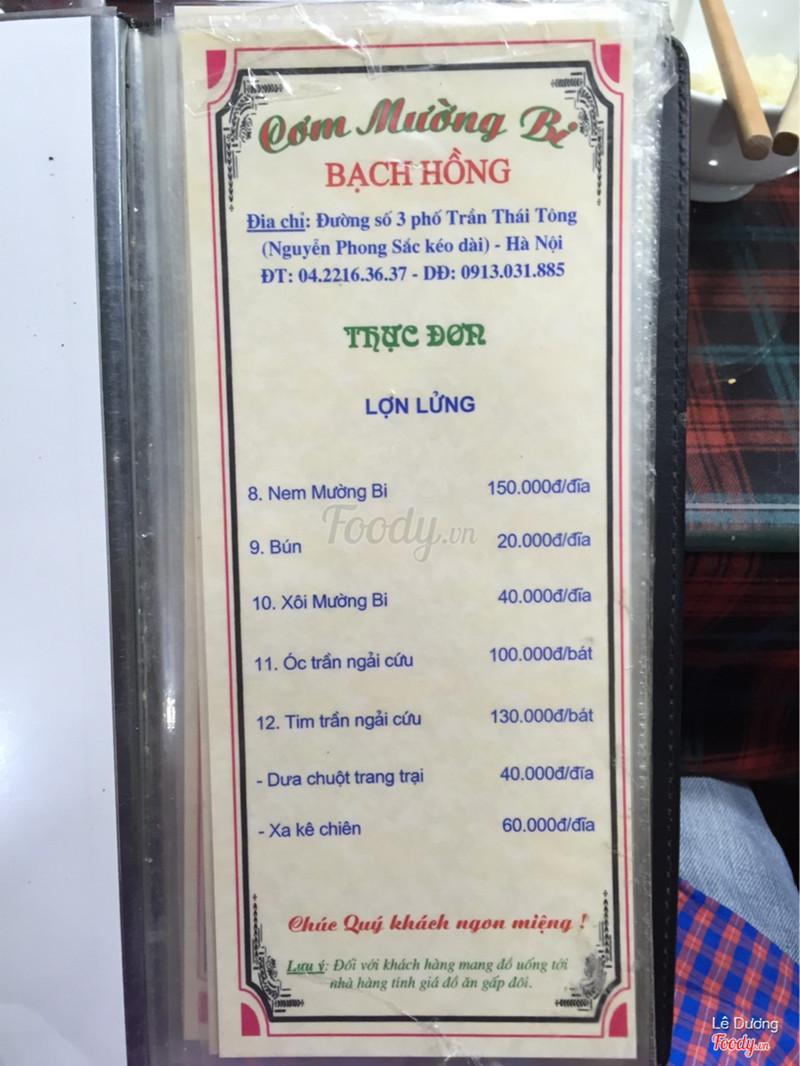 Cơm Mường Bi
BẠCH HỒNG
Đia chỉ: Đường số 3 phố Trần Thái Tông
(Nguyễn Phong Sắc kéo dài) - Hà Nội
ĐT: 04.2216.36.37 - DĐ: 0913.031.885
THỰC ĐƠN
LỢN LỬNG
8. Nem Mường Bi 150.000đ/đĩa
Foody.vn
9. Bún 20.000đ/đĩa
10. Xôi Mường Bi 40.000đ/đĩa
11. Óc trần ngải cứu 100.000đ/bát
12. Tim trần ngải cứu 130.000đ/bát
- Dưa chuột trang trại 40.000đ/đĩa
- Xa kê chiên 60.000đ/đĩa
Chúc Quý khách ngon miệng !
Lưu ý: Đối với khách hàng mang đồ uống tới
nhà hàng tính giá đồ ăn gấp đôi.
Lê Dương
Foody.vn